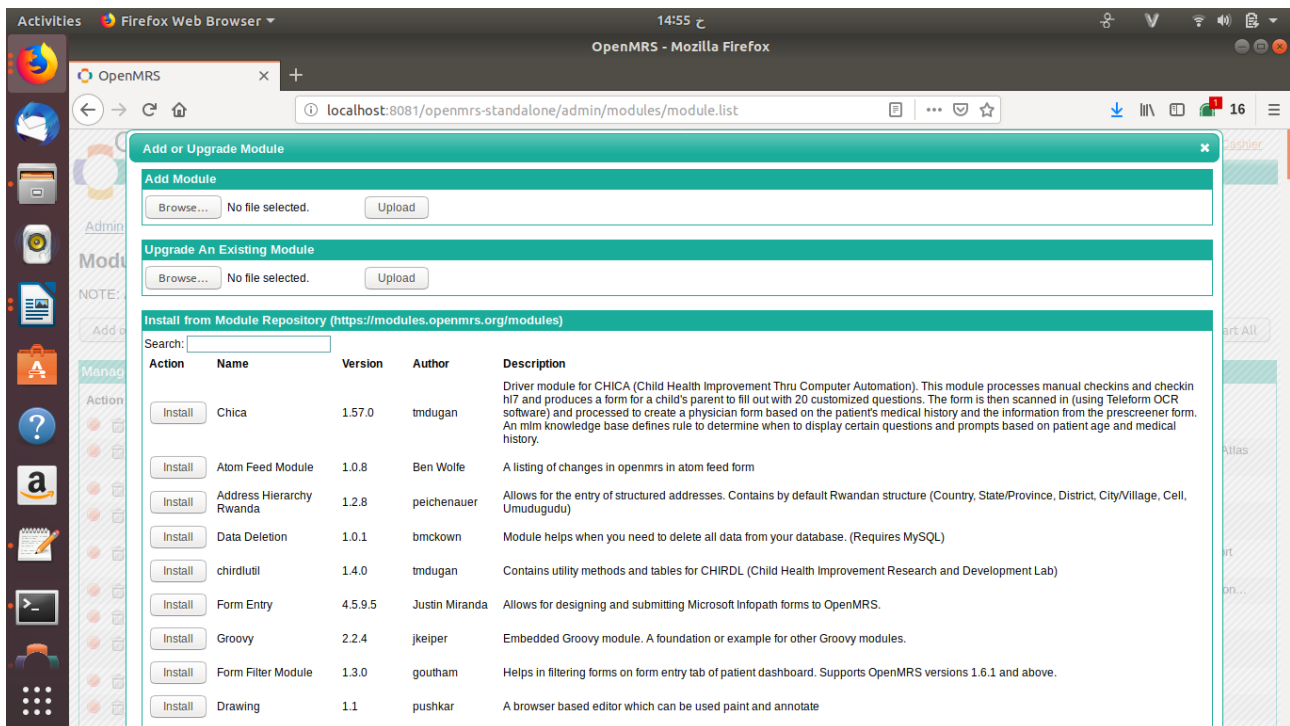 Activities Firefox Web Browser 14:55 ح
OpenMRS - Mozilla Firefox
OpenMRS
localhost:8081/openmrs-standalone/admin/modules/module.list 1 16
Add or Upgrade Module Cashier
Add Module
Browse... No file selected. Upload
Admin
Upgrade An Existing Module
Modu
Browse... No file selected. Upload
NOTE:
Install from Module Repository (https://modules.openmrs.org/modules)
Add o art All
Search:
Action Name Version Author Description
Manag
Action
Install Chica 1.57.0 tmdugan Driver module for CHICA (Child Health Improvement Thru Computer Automation). This module processes manual checkins and checkin
hl7 and produces a form for a child's parent to fill out with 20 customized questions. The form is then scanned in (using Teleform OCR
software) and processed to create a physician form based on the patient's medical history and the information from the prescreener form.
An mlm knowledge base defines rule to determine when to display certain questions and prompts based on patient age and medical
history.
Atlas
Install Atom Feed Module 1.0.8 Ben Wolfe A listing of changes in openmrs in atom feed form
Install Address Hierarchy Rwanda 1.2.8 peichenauer Allows for the entry of structured addresses. Contains by default Rwandan structure (Country, State/Province, District, City/Village, Cell,
Umudugudu)
Install Data Deletion 1.0.1 bmckown Module helps when you need to delete all data from your database. (Requires MySQL)
rt
Install chirdlutil 1.4.0 tmdugan Contains utility methods and tables for CHIRDL (Child Health Improvement Research and Development Lab)
on...
Install Form Entry 4.5.9.5 Justin Miranda Allows for designing and submitting Microsoft Infopath forms to OpenMRS.
Install Groovy 2.2.4 jkeiper Embedded Groovy module. A foundation or example for other Groovy modules.
Install Form Filter Module 1.3.0 goutham Helps in filtering forms on form entry tab of patient dashboard. Supports OpenMRS versions 1.6.1 and above.
Install Drawing 1.1 pushkar A browser based editor which can be used paint and annotate